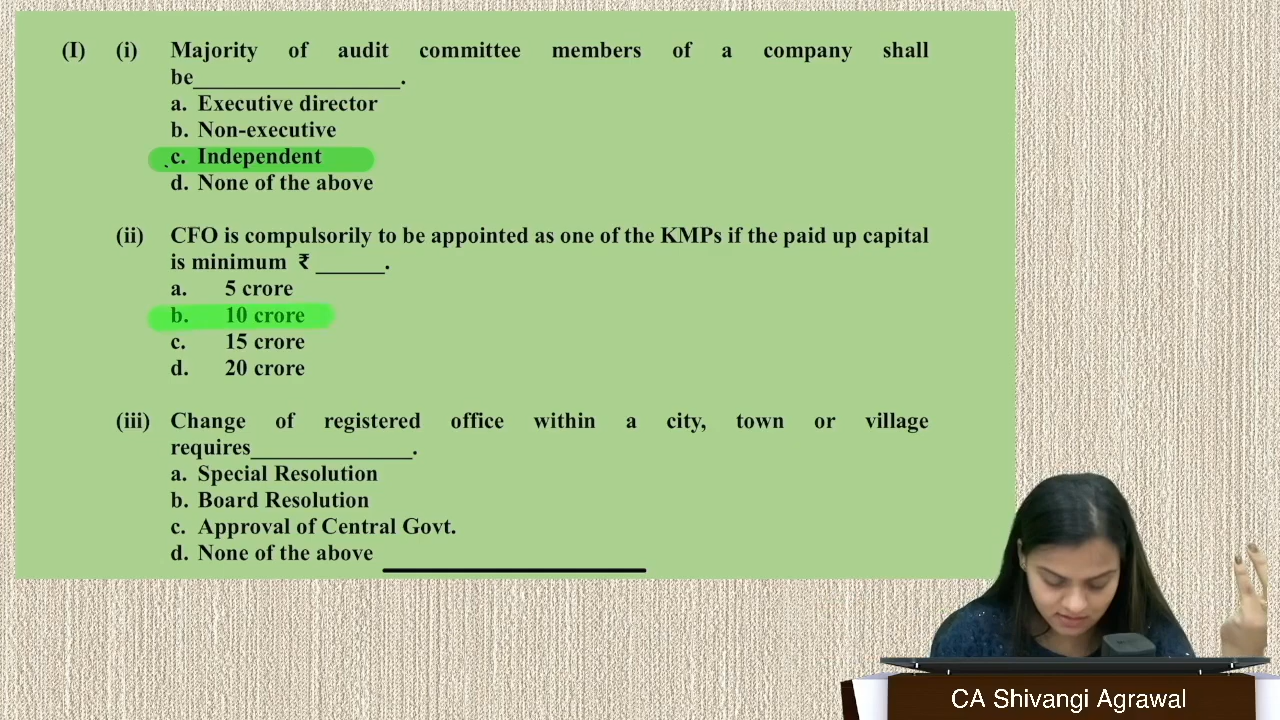 (I) (i) Majority of audit committee members of a company shall
be____________________.
a. Executive director
b. Non-executive
c. Independent
d. None of the above
(ii) CFO is compulsorily to be appointed as one of the KMPs if the paid up capital
is minimum ₹ ______.
a. 5 crore
b. 10 crore
c. 15 crore
d. 20 crore
(iii) Change of registered office within a city, town or village
requires_______________.
a. Special Resolution
b. Board Resolution
c. Approval of Central Govt.
d. None of the above
CA Shivangi Agrawal